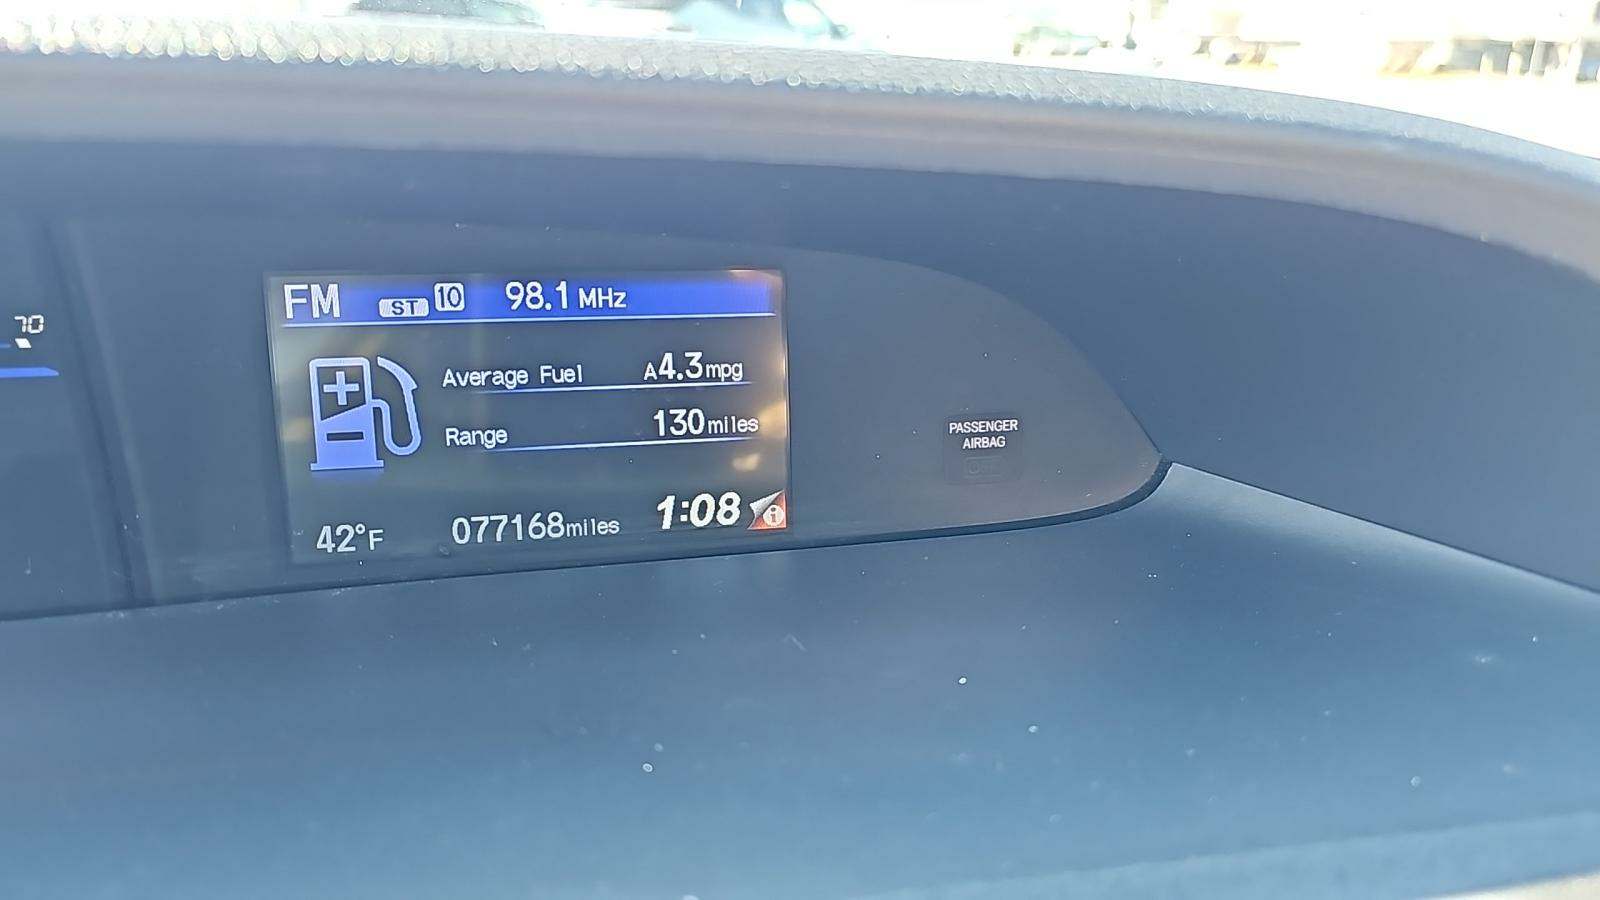 70
FM ST 10 98.1 MHz
Average Fuel A4.3mpg
Range 130miles
42°F 077168miles 1:08 i
PASSENGER
AIRBAG
OFF